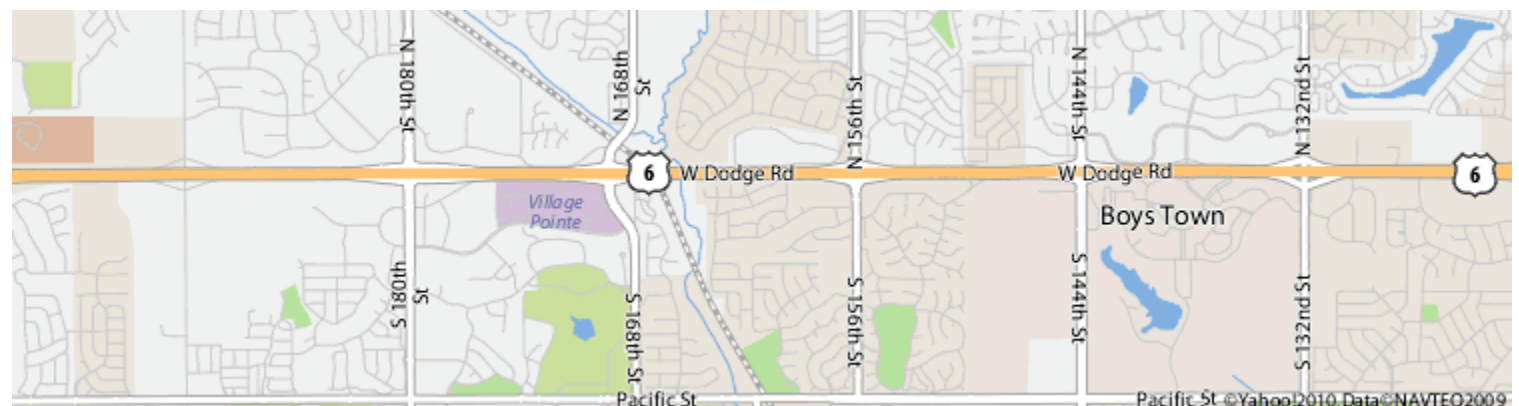 N 180th
St
N 168th
St
N 156th St
N 144th St
N 132nd St
6
W Dodge Rd
W Dodge Rd
6
Village
Pointe
Boys Town
S 180th
St
S 168th St
S 156th St
S 144th St
S 132nd St
Pacific St
Pacific St
©Yahoo!2010 Data©NAVTEQ2009